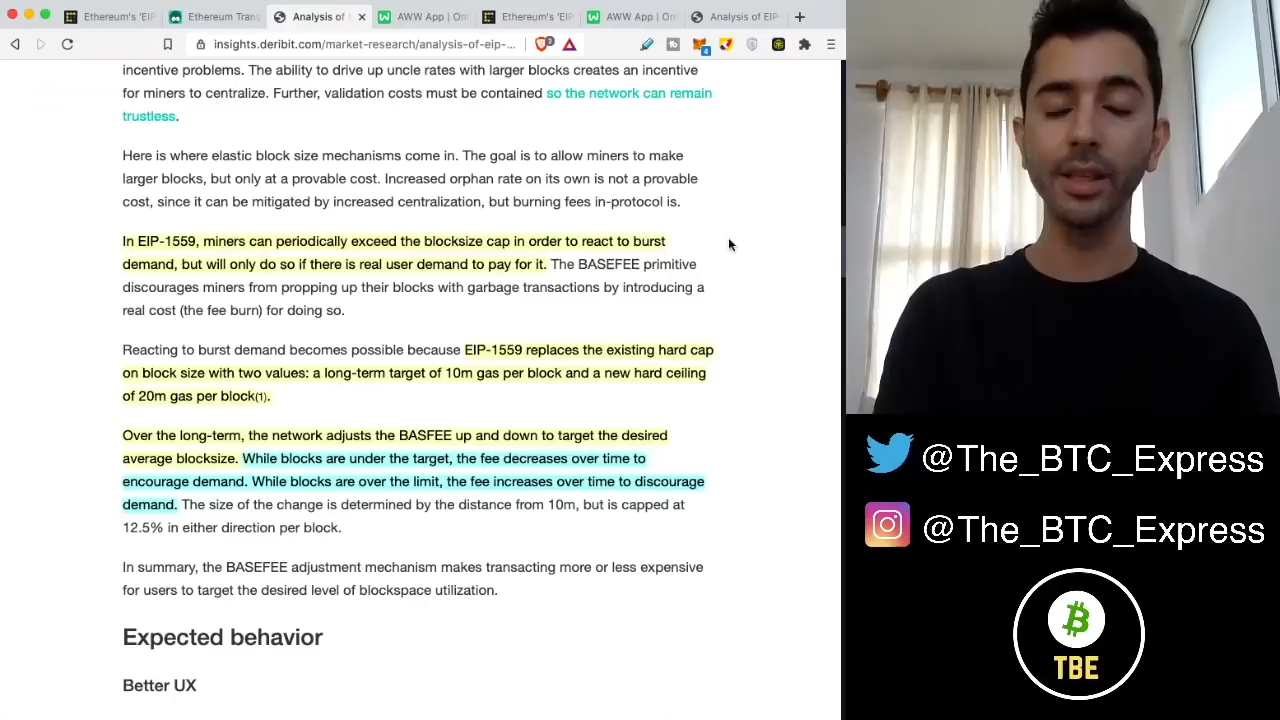 Ethereum's 'EIP
Ethereum Tran
Analysis of
AWW App | Onl
Ethereum's 'EIP
AWW App | Onl
Analysis of EIP
insights.deribit.com/market-research/analysis-of-eip-...
incentive problems. The ability to drive up uncle rates with larger blocks creates an incentive
for miners to centralize. Further, validation costs must be contained so the network can remain
trustless.
Here is where elastic block size mechanisms come in. The goal is to allow miners to make
larger blocks, but only at a provable cost. Increased orphan rate on its own is not a provable
cost, since it can be mitigated by increased centralization, but burning fees in-protocol is.
In EIP-1559, miners can periodically exceed the blocksize cap in order to react to burst
demand, but will only do so if there is real user demand to pay for it. The BASEFEE primitive
discourages miners from propping up their blocks with garbage transactions by introducing a
real cost (the fee burn) for doing so.
Reacting to burst demand becomes possible because EIP-1559 replaces the existing hard cap
on block size with two values: a long-term target of 10m gas per block and a new hard ceiling
of 20m gas per block(1).
Over the long-term, the network adjusts the BASFEE up and down to target the desired
average blocksize. While blocks are under the target, the fee decreases over time to
encourage demand. While blocks are over the limit, the fee increases over time to discourage
demand. The size of the change is determined by the distance from 10m, but is capped at
12.5% in either direction per block.
In summary, the BASEFEE adjustment mechanism makes transacting more or less expensive
for users to target the desired level of blockspace utilization.
Expected behavior
Better UX
@The_BTC_Express
@The_BTC_Express
TBE